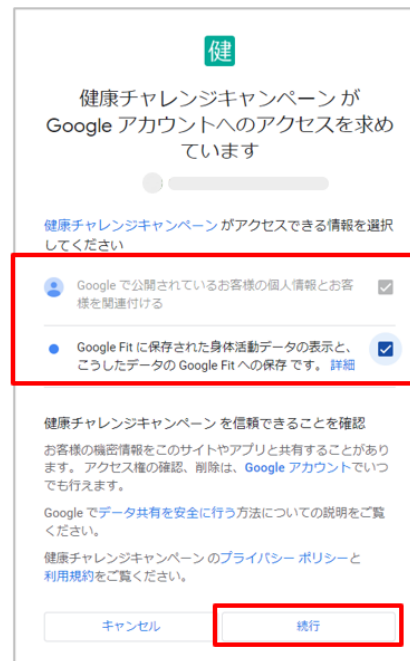 健
健康チャレンジキャンペーン が
Google アカウントへのアクセスを求め
ています
健康チャレンジキャンペーン がアクセスできる情報を選択
してください
Google で公開されているお客様の個人情報とお客
様を関連付ける
Google Fit に保存された身体活動データの表示と、
こうしたデータの Google Fit への保存 です。 詳細
健康チャレンジキャンペーン を信頼できることを確認
お客様の機密情報をこのサイトやアプリと共有することがあり
ます。 アクセス権の確認、削除は、Google アカウントでいつ
でも行えます。
Google でデータ共有を安全に行う方法についての説明をご覧
ください。
健康チャレンジキャンペーン のプライバシー ポリシーと
利用規約をご覧ください。
キャンセル
続行